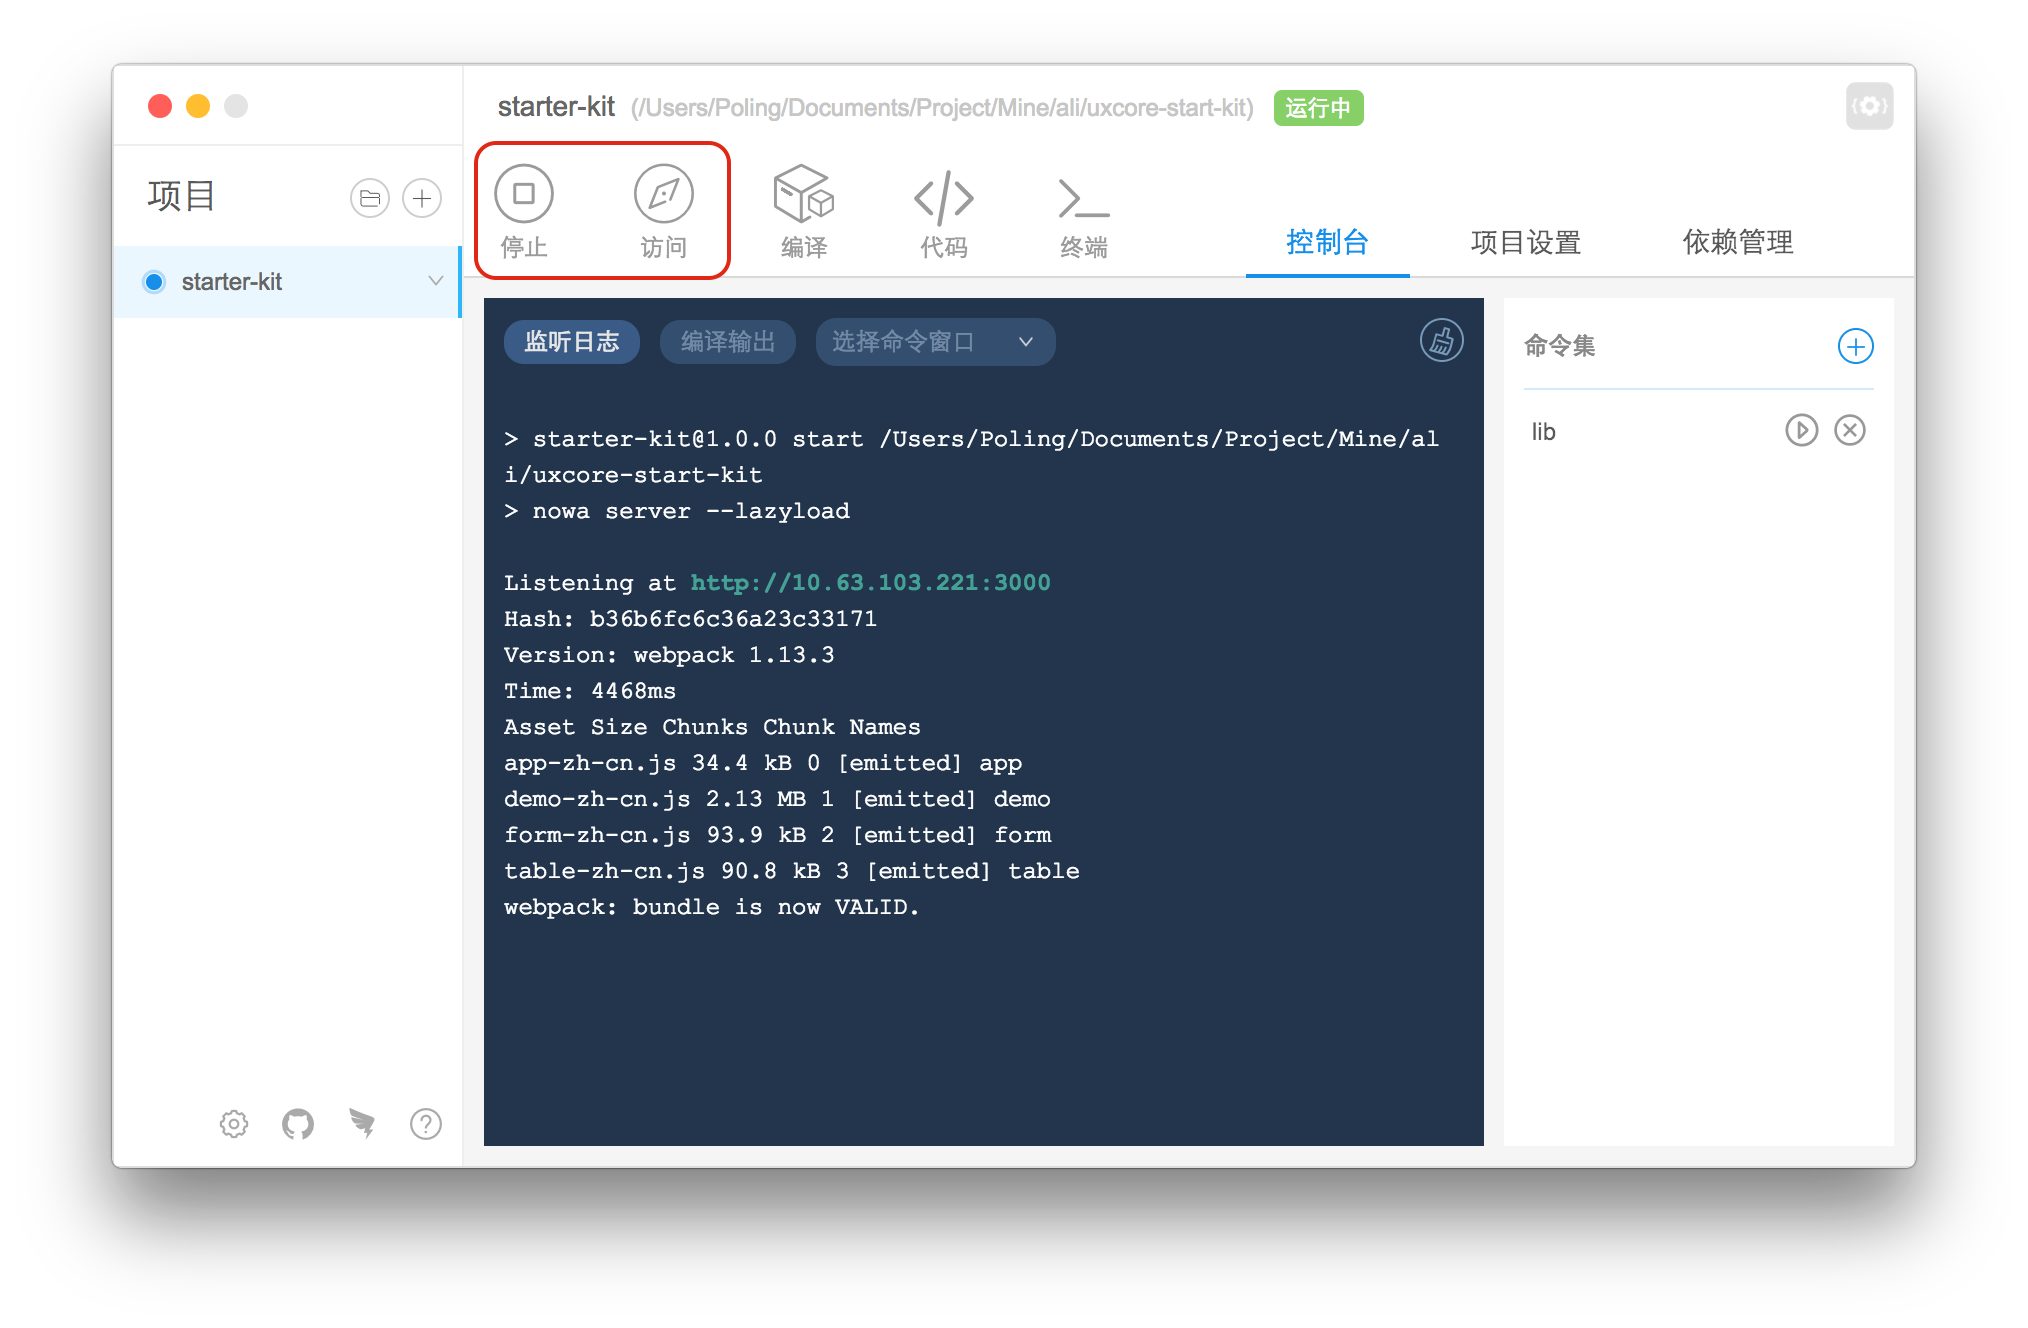 starter-kit (/Users/Poling/Documents/Project/Mine/ali/uxcore-start-kit) 运行中
项目
停止 访问 编译 代码 终端
控制台 项目设置 依赖管理
starter-kit
监听日志 编译输出 选择命令窗口
> starter-kit@1.0.0 start /Users/Poling/Documents/Project/Mine/al
i/uxcore-start-kit
> nowa server --lazyload
Listening at http://10.63.103.221:3000
Hash: b36b6fc6c36a23c33171
Version: webpack 1.13.3
Time: 4468ms
Asset Size Chunks Chunk Names
app-zh-cn.js 34.4 kB 0 [emitted] app
demo-zh-cn.js 2.13 MB 1 [emitted] demo
form-zh-cn.js 93.9 kB 2 [emitted] form
table-zh-cn.js 90.8 kB 3 [emitted] table
webpack: bundle is now VALID.
命令集
lib